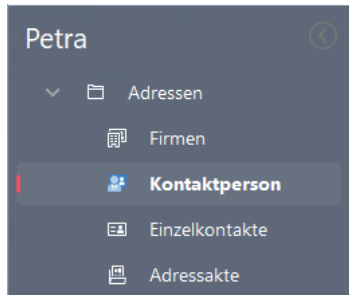 Petra
Adressen
Firmen
Kontaktperson
Einzelkontakte
Adressakte